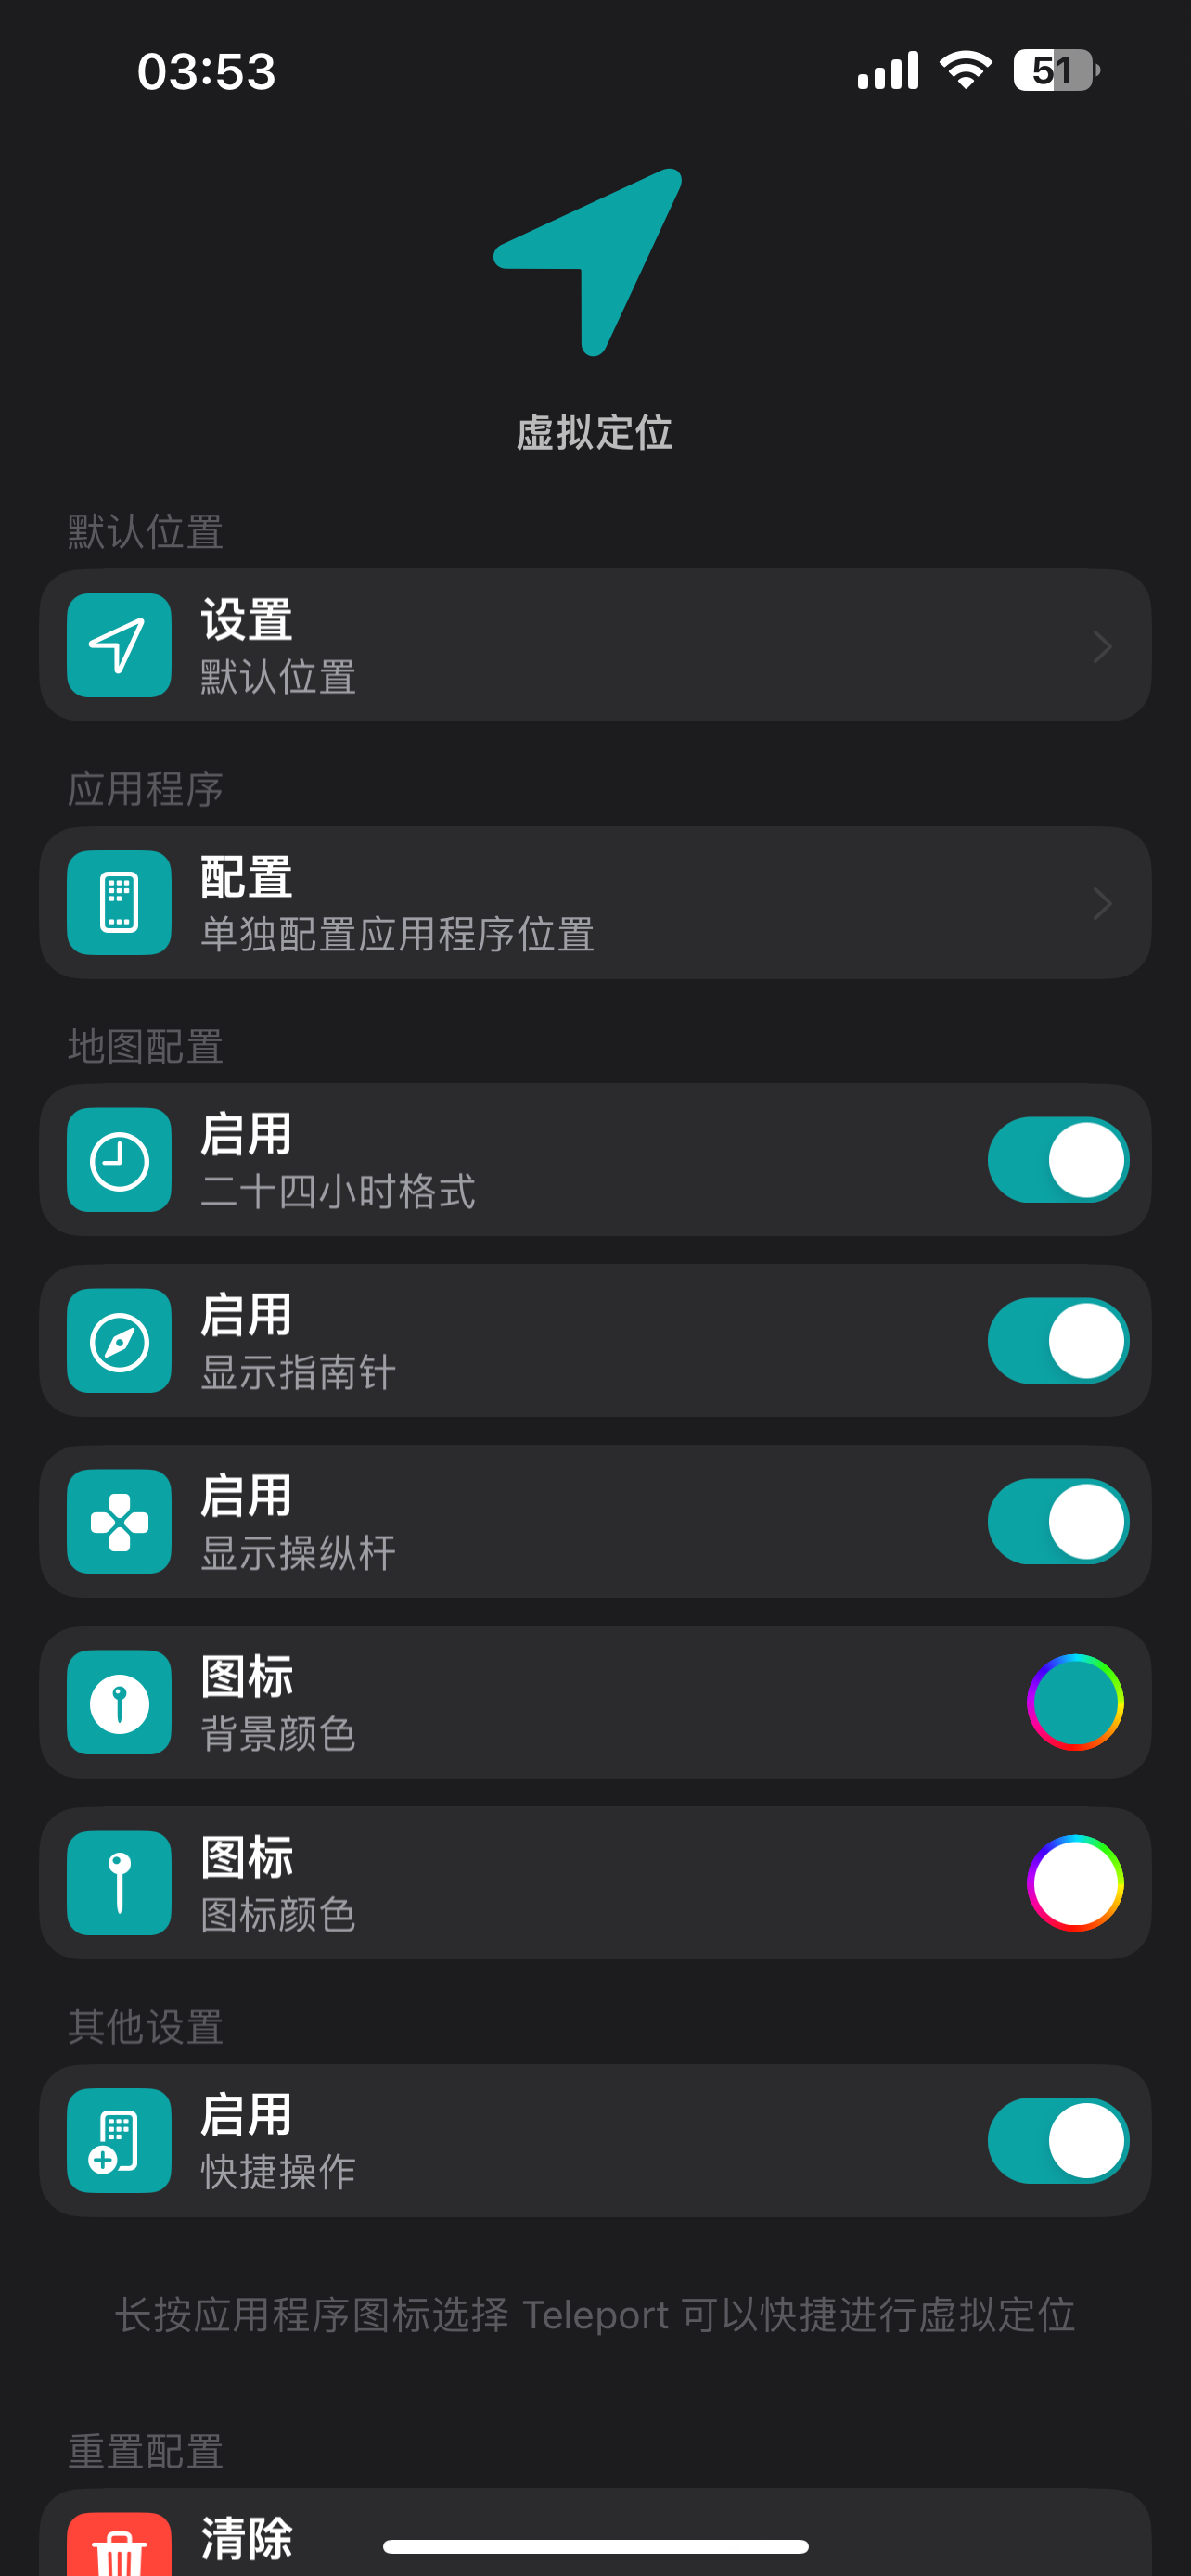 03:53
51
虚拟定位
默认位置
设置
默认位置
应用程序
配置
单独配置应用程序位置
地图配置
启用
二十四小时格式
启用
显示指南针
启用
显示操纵杆
图标
背景颜色
图标
图标颜色
其他设置
启用
快捷操作
长按应用程序图标选择 Teleport 可以快捷进行虚拟定位
重置配置
清除